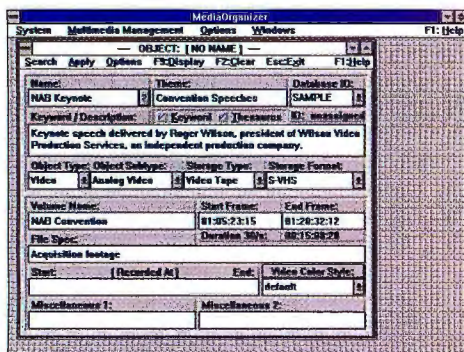 MediaOrganizer
System Multimedia Management Options Windows F1: Help
OBJECT: [ NO NAME ]
Search Apply Options F9:Display F2:Clear Esc:Exit F1:Help
Name: Theme: Database ID:
NAB Keynote Convention Speeches SAMPLE
Keyword / Description: Keyword Thesaurus ID: unassigned
Keynote speech delivered by Roger Wilson, president of Wilson Video
Production Services, an independent production company.
Object Type: Object Subtype: Storage Type: Storage Format:
Video Analog Video Video Tape S-VHS
Volume Name: Start Frame: End Frame:
NAB Convention 01:05:23:15 01:20:32:12
File Spec: Duration 30/s:
Acquisition footage
Start: [Recorded At] End: Video Color Style:
default
Miscellaneous 1: Miscellaneous 2: